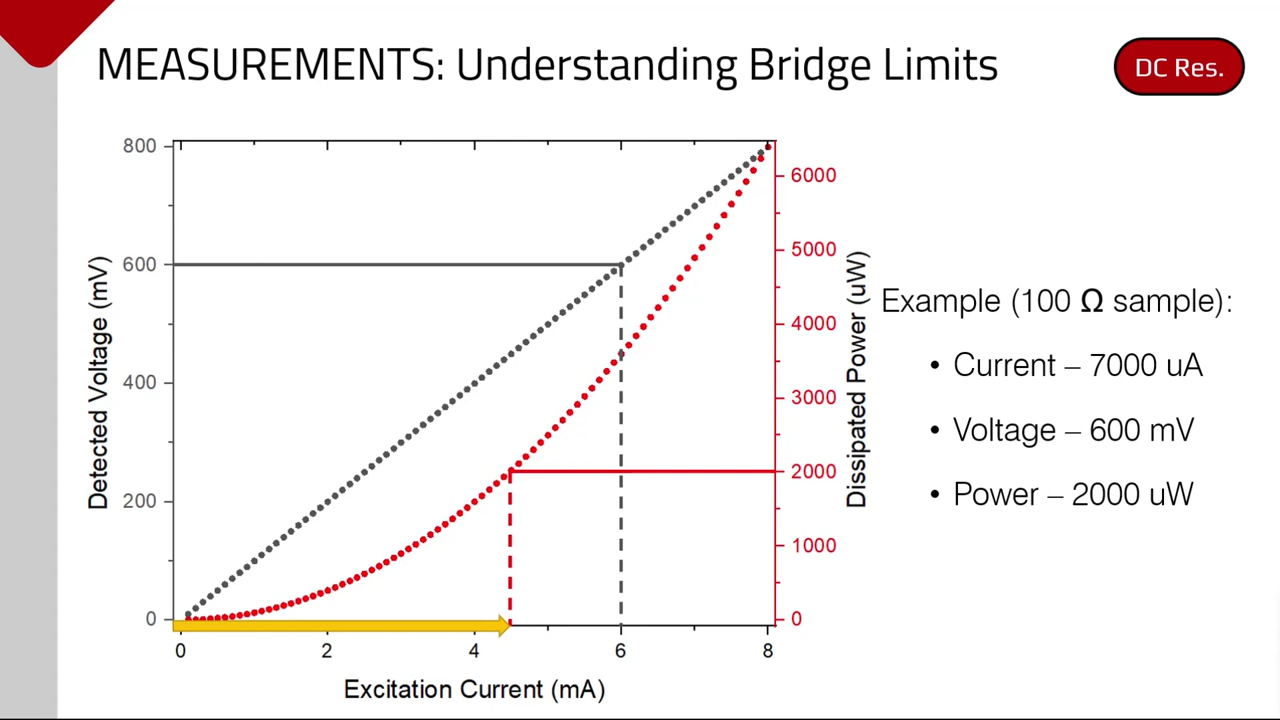 MEASUREMENTS: Understanding Bridge Limits
DC Res.
800
600
400
200
0
Detected Voltage (mV)
0
2
4
6
8
Excitation Current (mA)
6000
5000
4000
3000
2000
1000
0
Dissipated Power (uW)
Example (100 Ω sample):
• Current – 7000 uA
• Voltage – 600 mV
• Power – 2000 uW